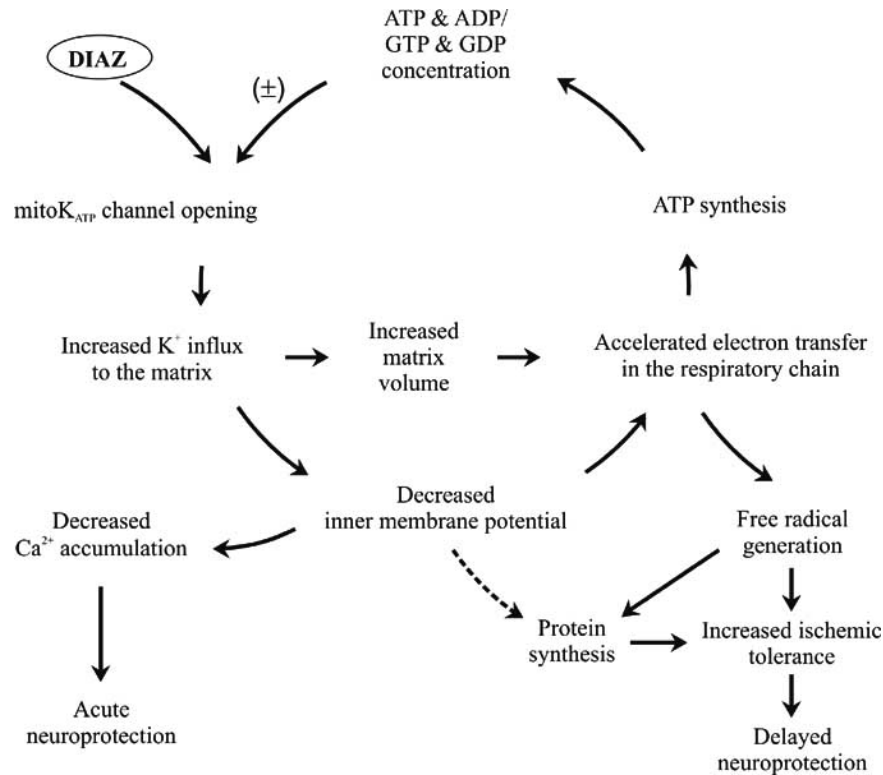 ATP & ADP/
GTP & GDP
concentration
DIAZ
(±)
mitoK_ATP channel opening
ATP synthesis
Increased K⁺ influx
to the matrix
Increased
matrix
volume
Accelerated electron transfer
in the respiratory chain
Decreased
Ca²⁺ accumulation
Decreased
inner membrane potential
Free radical
generation
Protein
synthesis
Increased ischemic
tolerance
Acute
neuroprotection
Delayed
neuroprotection